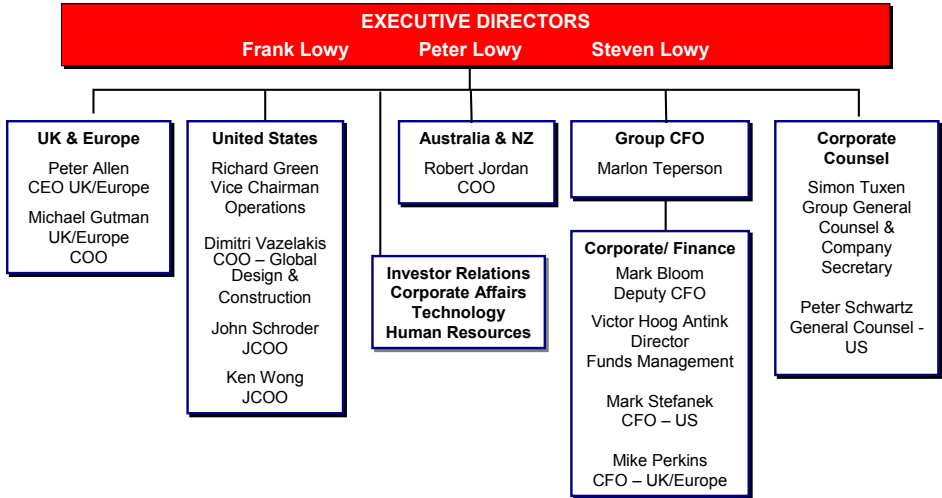 EXECUTIVE DIRECTORS
Frank Lowy Peter Lowy Steven Lowy
UK & Europe
Peter Allen
CEO UK/Europe
Michael Gutman
UK/Europe
COO
United States
Richard Green
Vice Chairman
Operations
Dimitri Vazelakis
COO – Global
Design &
Construction
John Schroder
JCOO
Ken Wong
JCOO
Investor Relations
Corporate Affairs
Technology
Human Resources
Australia & NZ
Robert Jordan
COO
Group CFO
Marlon Teperson
Corporate/ Finance
Mark Bloom
Deputy CFO
Victor Hoog Antink
Director
Funds Management
Mark Stefanek
CFO – US
Mike Perkins
CFO – UK/Europe
Corporate
Counsel
Simon Tuxen
Group General
Counsel &
Company
Secretary
Peter Schwartz
General Counsel -
US